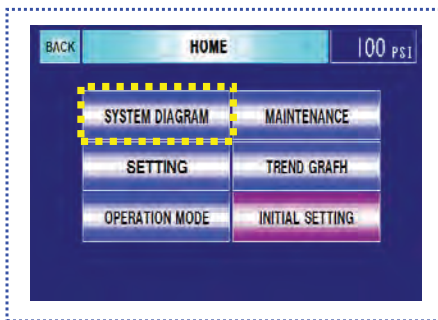 BACK HOME 100 PSI
SYSTEM DIAGRAM MAINTENANCE
SETTING TREND GRAFH
OPERATION MODE INITIAL SETTING